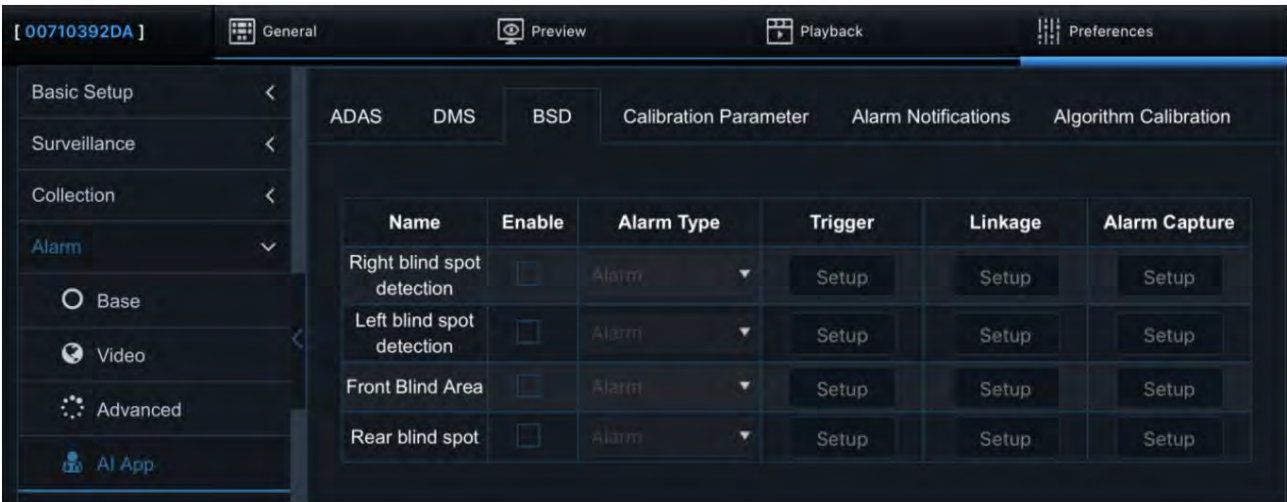 [ 00710392DA ] General Preview Playback Preferences
Basic Setup
Surveillance
Collection
Alarm
Base
Video
Advanced
AI App
ADAS DMS BSD Calibration Parameter Alarm Notifications Algorithm Calibration
Name Enable Alarm Type Trigger Linkage Alarm Capture
Right blind spot
detection
Alarm Setup Setup Setup
Left blind spot
detection
Alarm Setup Setup Setup
Front Blind Area Alarm Setup Setup Setup
Rear blind spot Alarm Setup Setup Setup